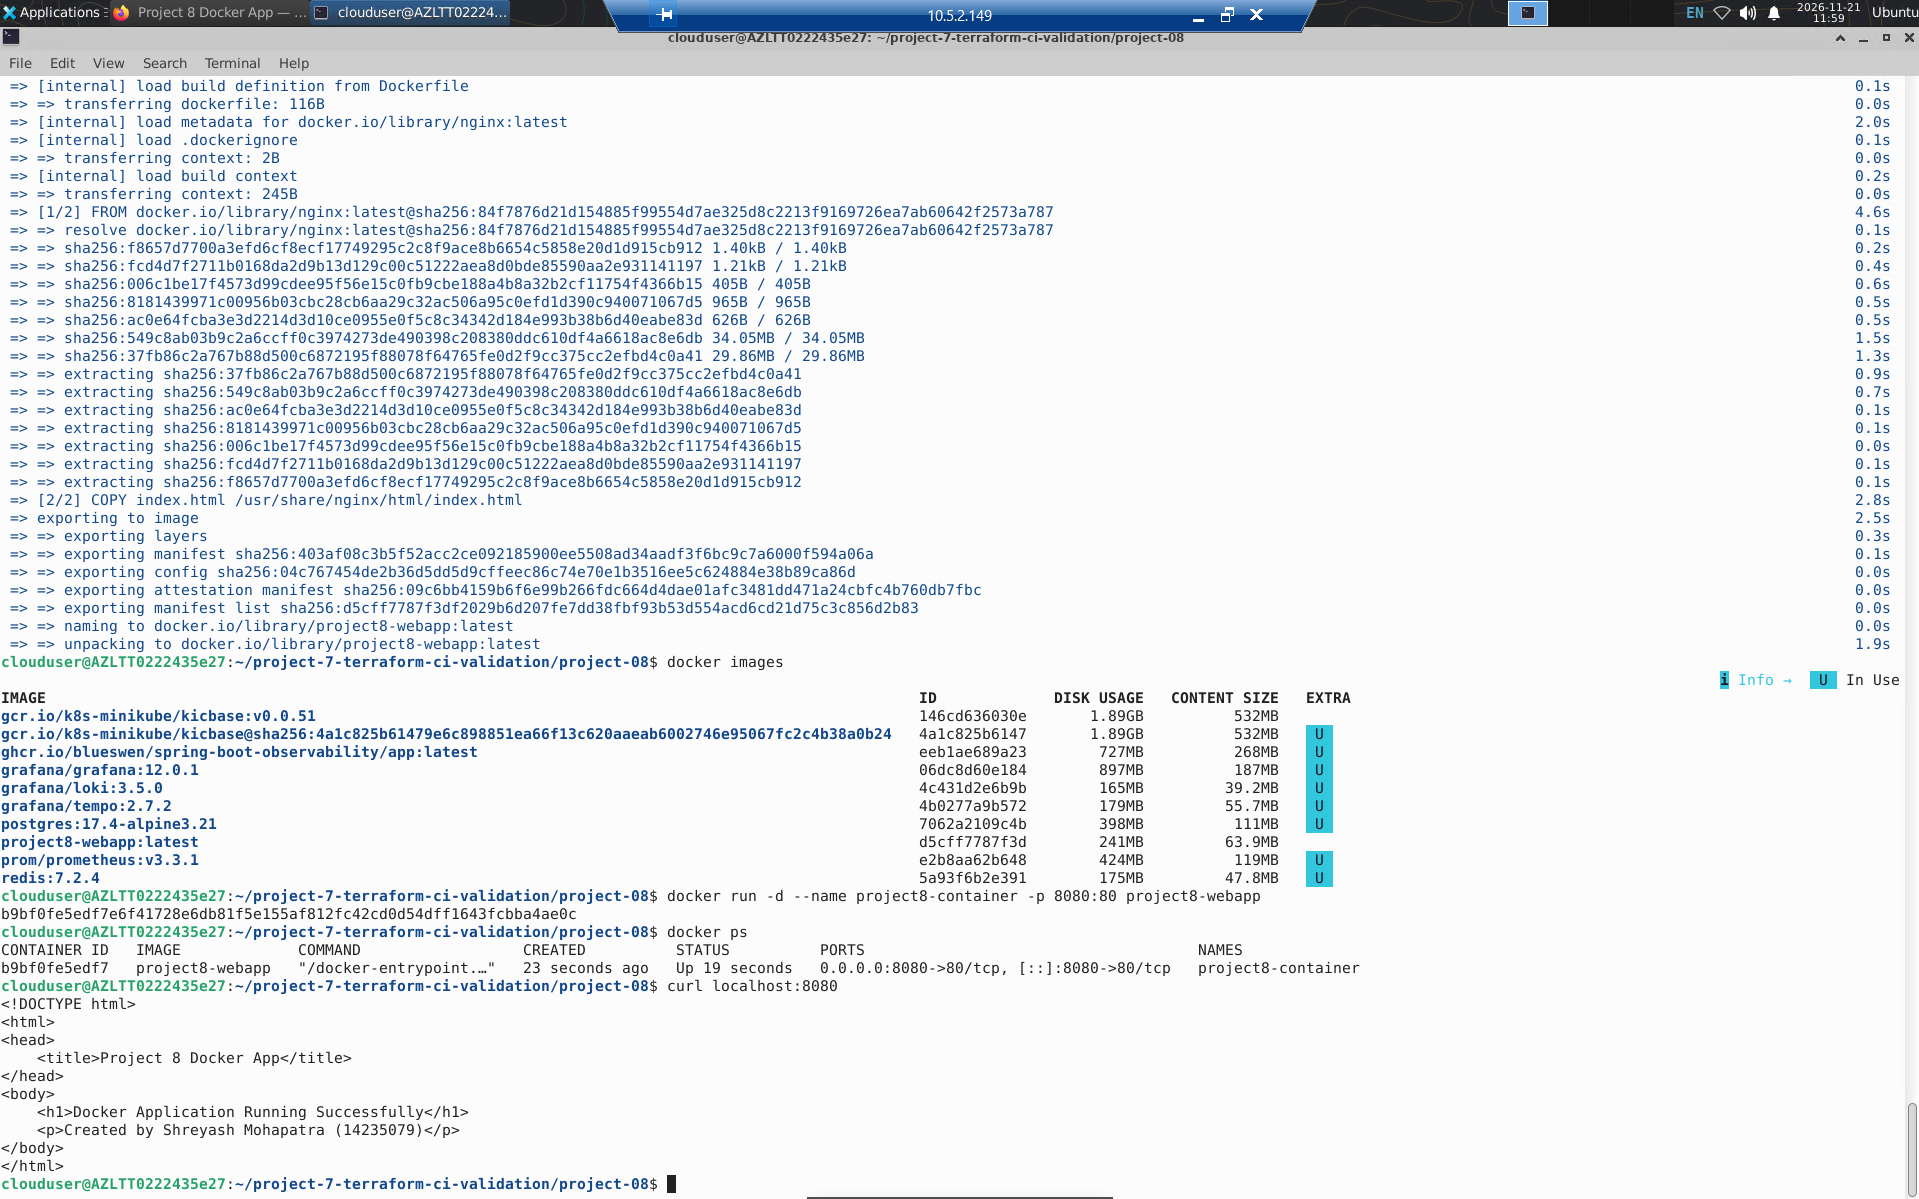 Applications
Project 8 Docker App — ...
clouduser@AZLTT02224...
10.5.2.149
EN
2026-11-21
11:59
Ubuntu
clouduser@AZLTT0222435e27: ~/project-7-terraform-ci-validation/project-08
File Edit View Search Terminal Help
=> [internal] load build definition from Dockerfile 0.1s
=> => transferring dockerfile: 116B 0.0s
=> [internal] load metadata for docker.io/library/nginx:latest 2.0s
=> [internal] load .dockerignore 0.1s
=> => transferring context: 2B 0.0s
=> [internal] load build context 0.2s
=> => transferring context: 245B 0.0s
=> [1/2] FROM docker.io/library/nginx:latest@sha256:84f7876d21d154885f99554d7ae325d8c2213f9169726ea7ab60642f2573a787 4.6s
=> => resolve docker.io/library/nginx:latest@sha256:84f7876d21d154885f99554d7ae325d8c2213f9169726ea7ab60642f2573a787 0.1s
=> => sha256:f8657d7700a3efd6cf8ecf17749295c2c8f9ace8b6654c5858e20d1d915cb912 1.40kB / 1.40kB 0.2s
=> => sha256:fcd4d7f2711b0168da2d9b13d129c00c51222aea8d0bde85590aa2e931141197 1.21kB / 1.21kB 0.4s
=> => sha256:006c1be17f4573d99cdee95f56e15c0fb9cbe188a4b8a32b2cf11754f4366b15 405B / 405B 0.6s
=> => sha256:8181439971c00956b03cbc28cb6aa29c32ac506a95c0efd1d390c940071067d5 965B / 965B 0.5s
=> => sha256:ac0e64fcba3e3d2214d3d10ce0955e0f5c8c34342d184e993b38b6d40eabe83d 626B / 626B 0.5s
=> => sha256:549c8ab03b9c2a6ccff0c3974273de490398c208380ddc610df4a6618ac8e6db 34.05MB / 34.05MB 1.5s
=> => sha256:37fb86c2a767b88d500c6872195f88078f64765fe0d2f9cc375cc2efbd4c0a41 29.86MB / 29.86MB 1.3s
=> => extracting sha256:37fb86c2a767b88d500c6872195f88078f64765fe0d2f9cc375cc2efbd4c0a41 0.9s
=> => extracting sha256:549c8ab03b9c2a6ccff0c3974273de490398c208380ddc610df4a6618ac8e6db 0.7s
=> => extracting sha256:ac0e64fcba3e3d2214d3d10ce0955e0f5c8c34342d184e993b38b6d40eabe83d 0.1s
=> => extracting sha256:8181439971c00956b03cbc28cb6aa29c32ac506a95c0efd1d390c940071067d5 0.1s
=> => extracting sha256:006c1be17f4573d99cdee95f56e15c0fb9cbe188a4b8a32b2cf11754f4366b15 0.0s
=> => extracting sha256:fcd4d7f2711b0168da2d9b13d129c00c51222aea8d0bde85590aa2e931141197 0.1s
=> => extracting sha256:f8657d7700a3efd6cf8ecf17749295c2c8f9ace8b6654c5858e20d1d915cb912 0.1s
=> [2/2] COPY index.html /usr/share/nginx/html/index.html 2.8s
=> exporting to image 2.5s
=> => exporting layers 0.3s
=> => exporting manifest sha256:403af08c3b5f52acc2ce092185900ee5508ad34aadf3f6bc9c7a6000f594a06a 0.1s
=> => exporting config sha256:04c767454de2b36d5dd5d9cffeec86c74e70e1b3516ee5c624884e38b89ca86d 0.0s
=> => exporting attestation manifest sha256:09c6bb4159b6f6e99b266fdc664d4dae01afc3481dd471a24cbfc4b760db7fbc 0.0s
=> => exporting manifest list sha256:d5cff7787f3df2029b6d207fe7dd38fbf93b53d554acd6cd21d75c3c856d2b83 0.0s
=> => naming to docker.io/library/project8-webapp:latest 0.0s
=> => unpacking to docker.io/library/project8-webapp:latest 1.9s
clouduser@AZLTT0222435e27:~/project-7-terraform-ci-validation/project-08$ docker images
i Info → U In Use
IMAGE ID DISK USAGE CONTENT SIZE EXTRA
gcr.io/k8s-minikube/kicbase:v0.0.51 146cd636030e 1.89GB 532MB
gcr.io/k8s-minikube/kicbase@sha256:4a1c825b61479e6c898851ea66f13c620aaeab6002746e95067fc2c4b38a0b24 4a1c825b6147 1.89GB 532MB U
ghcr.io/blueswen/spring-boot-observability/app:latest eeb1ae689a23 727MB 268MB U
grafana/grafana:12.0.1 06dc8d60e184 897MB 187MB U
grafana/loki:3.5.0 4c431d2e6b9b 165MB 39.2MB U
grafana/tempo:2.7.2 4b0277a9b572 179MB 55.7MB U
postgres:17.4-alpine3.21 7062a2109c4b 398MB 111MB U
project8-webapp:latest d5cff7787f3d 241MB 63.9MB
prom/prometheus:v3.3.1 e2b8aa62b648 424MB 119MB U
redis:7.2.4 5a93f6b2e391 175MB 47.8MB U
clouduser@AZLTT0222435e27:~/project-7-terraform-ci-validation/project-08$ docker run -d --name project8-container -p 8080:80 project8-webapp
b9bf0fe5edf7e6f41728e6db81f5e155af812fc42cd0d54dff1643fcbba4ae0c
clouduser@AZLTT0222435e27:~/project-7-terraform-ci-validation/project-08$ docker ps
CONTAINER ID IMAGE COMMAND CREATED STATUS PORTS NAMES
b9bf0fe5edf7 project8-webapp "/docker-entrypoint.…" 23 seconds ago Up 19 seconds 0.0.0.0:8080->80/tcp, [::]:8080->80/tcp project8-container
clouduser@AZLTT0222435e27:~/project-7-terraform-ci-validation/project-08$ curl localhost:8080
<!DOCTYPE html>
<html>
<head>
    <title>Project 8 Docker App</title>
</head>
<body>
    <h1>Docker Application Running Successfully</h1>
    <p>Created by Shreyash Mohapatra (14235079)</p>
</body>
</html>
clouduser@AZLTT0222435e27:~/project-7-terraform-ci-validation/project-08$